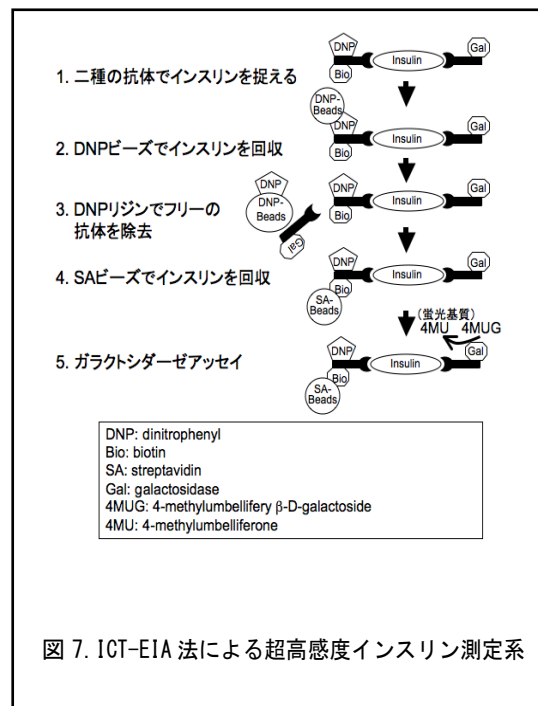 DNP
Bio
Insulin
Gal
1. 二種の抗体でインスリンを捉える
DNP-
Beads
DNP
Bio
Insulin
Gal
2. DNPビーズでインスリンを回収
DNP
DNP-
Beads
Gal
DNP
Bio
Insulin
Gal
3. DNPリジンでフリーの
抗体を除去
4. SAビーズでインスリンを回収
DNP
Bio
SA-
Beads
Insulin
Gal
(蛍光基質)
4MU 4MUG
5. ガラクトシダーゼアッセイ
DNP
Bio
SA-
Beads
Insulin
Gal
DNP: dinitrophenyl
Bio: biotin
SA: streptavidin
Gal: galactosidase
4MUG: 4-methylumbellifery β-D-galactoside
4MU: 4-methylumbelliferone
図 7. ICT-EIA 法による超高感度インスリン測定系